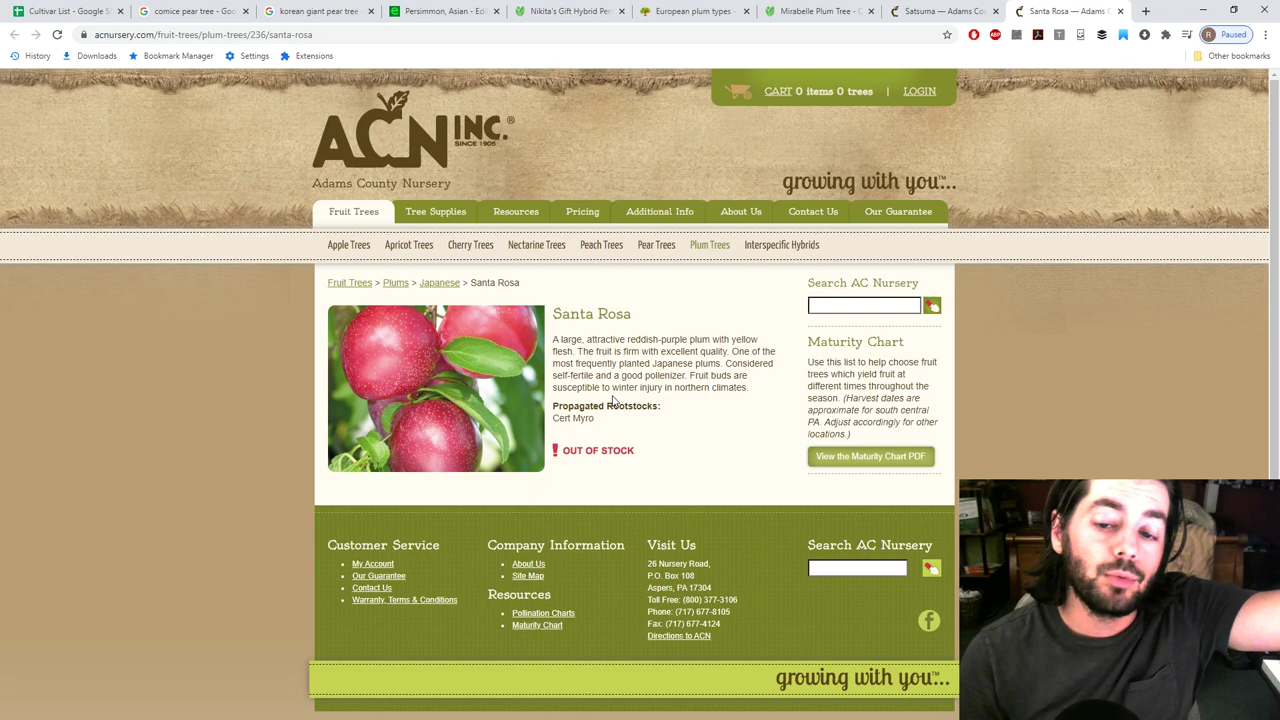 Cultivar List - Google S
comice pear tree - Goo
korean giant pear tree
Persimmon, Asian - Edi
Nikita's Gift Hybrid Per
European plum types -
Mirabelle Plum Tree - C
Satsuma — Adams Cou
Santa Rosa — Adams C
acnursery.com/fruit-trees/plum-trees/236/santa-rosa
Paused
History
Downloads
Bookmark Manager
Settings
Extensions
Other bookmarks
CART 0 items 0 trees | LOGIN
ACN INC.®
SINCE 1905
Adams County Nursery
growing with you...™
Fruit Trees
Tree Supplies
Resources
Pricing
Additional Info
About Us
Contact Us
Our Guarantee
Apple Trees
Apricot Trees
Cherry Trees
Nectarine Trees
Peach Trees
Pear Trees
Plum Trees
Interspecific Hybrids
Fruit Trees > Plums > Japanese > Santa Rosa
Santa Rosa
A large, attractive reddish-purple plum with yellow
flesh. The fruit is firm with excellent quality. One of the
most frequently planted Japanese plums. Considered
self-fertile and a good pollenizer. Fruit buds are
susceptible to winter injury in northern climates.
Propagated Rootstocks:
Cert Myro
OUT OF STOCK
Search AC Nursery
Maturity Chart
Use this list to help choose fruit
trees which yield fruit at
different times throughout the
season. (Harvest dates are
approximate for south central
PA. Adjust accordingly for other
locations.)
View the Maturity Chart PDF
Customer Service
My Account
Our Guarantee
Contact Us
Warranty, Terms & Conditions
Company Information
About Us
Site Map
Resources
Pollination Charts
Maturity Chart
Visit Us
26 Nursery Road,
P.O. Box 108
Aspers, PA 17304
Toll Free: (800) 377-3106
Phone: (717) 677-8105
Fax: (717) 677-4124
Directions to ACN
Search AC Nursery
growing with you...™